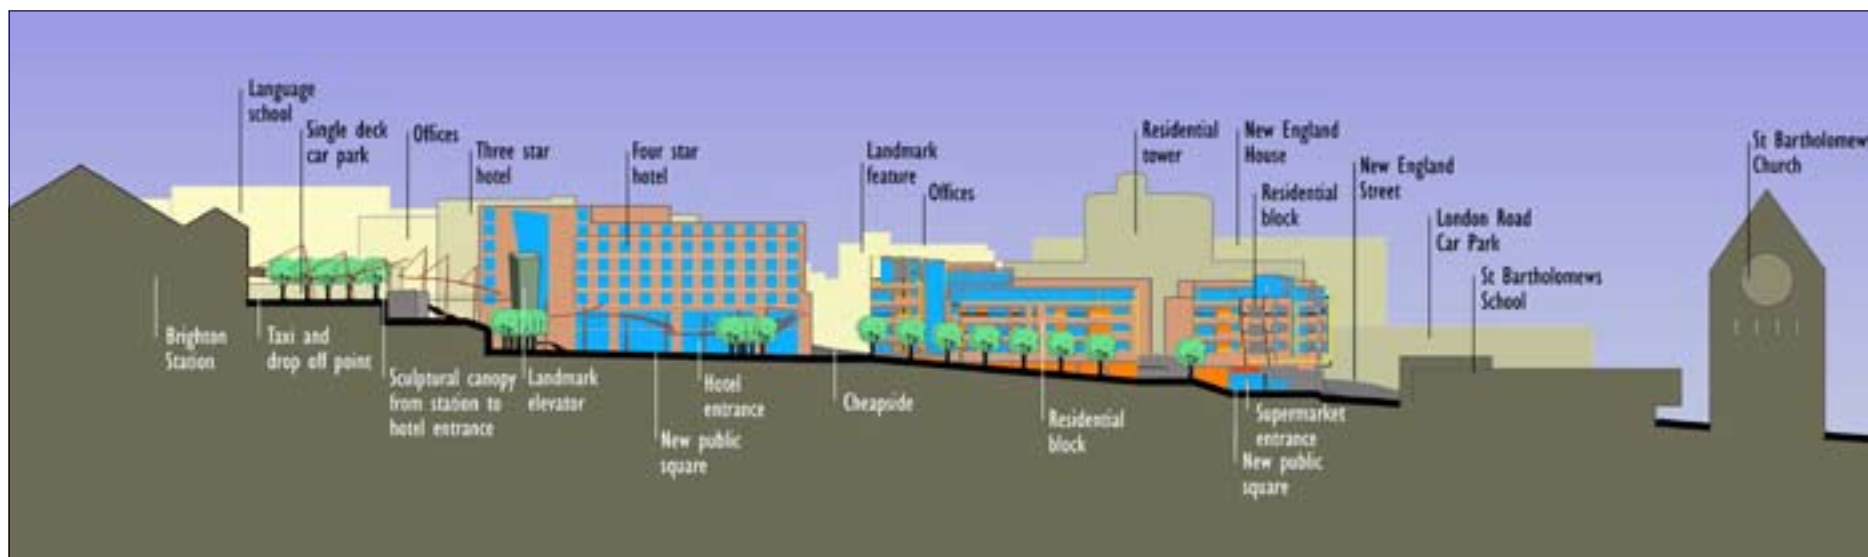 Language
school
Single deck
car park
Offices
Three star
hotel
Four star
hotel
Landmark
feature
Offices
Residential
tower
New England
House
Residential
block
New England
Street
London Road
Car Park
St Bartholomews
School
St Bartholomews
Church
Brighton
Station
Taxi and
drop off point
Sculptural canopy
from station to
hotel entrance
Landmark
elevator
New public
square
Hotel
entrance
Cheapside
Residential
block
Supermarket
entrance
New public
square